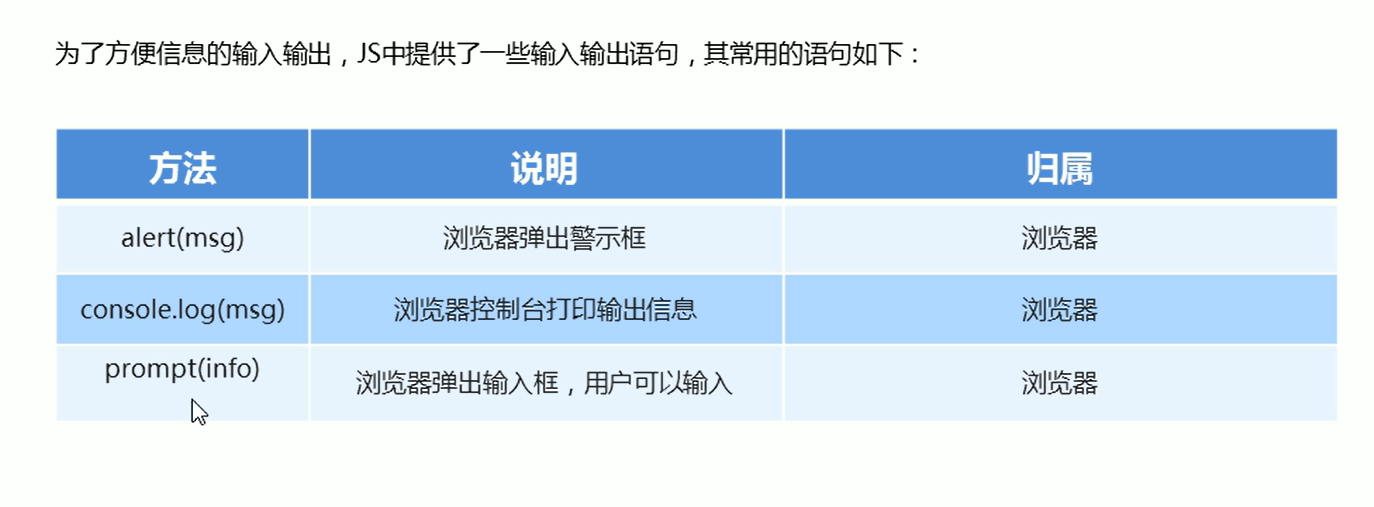 为了方便信息的输入输出，JS中提供了一些输入输出语句，其常用的语句如下：
方法 说明 归属
alert(msg) 浏览器弹出警示框 浏览器
console.log(msg) 浏览器控制台打印输出信息 浏览器
prompt(info) 浏览器弹出输入框，用户可以输入 浏览器